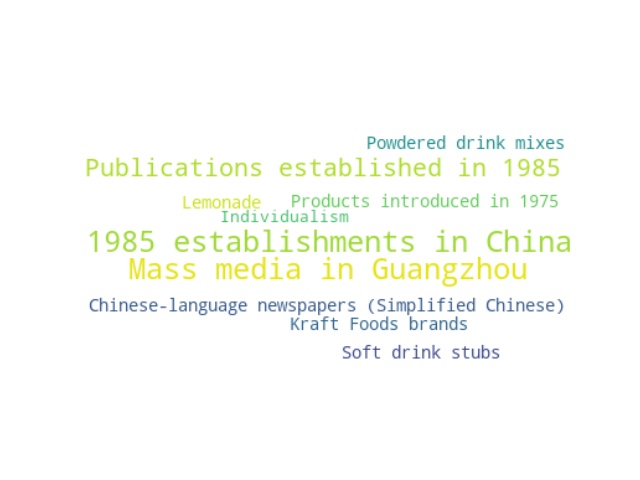 Powdered drink mixes
Publications established in 1985
Lemonade
Products introduced in 1975
Individualism
1985 establishments in China
Mass media in Guangzhou
Chinese-language newspapers (Simplified Chinese)
Kraft Foods brands
Soft drink stubs